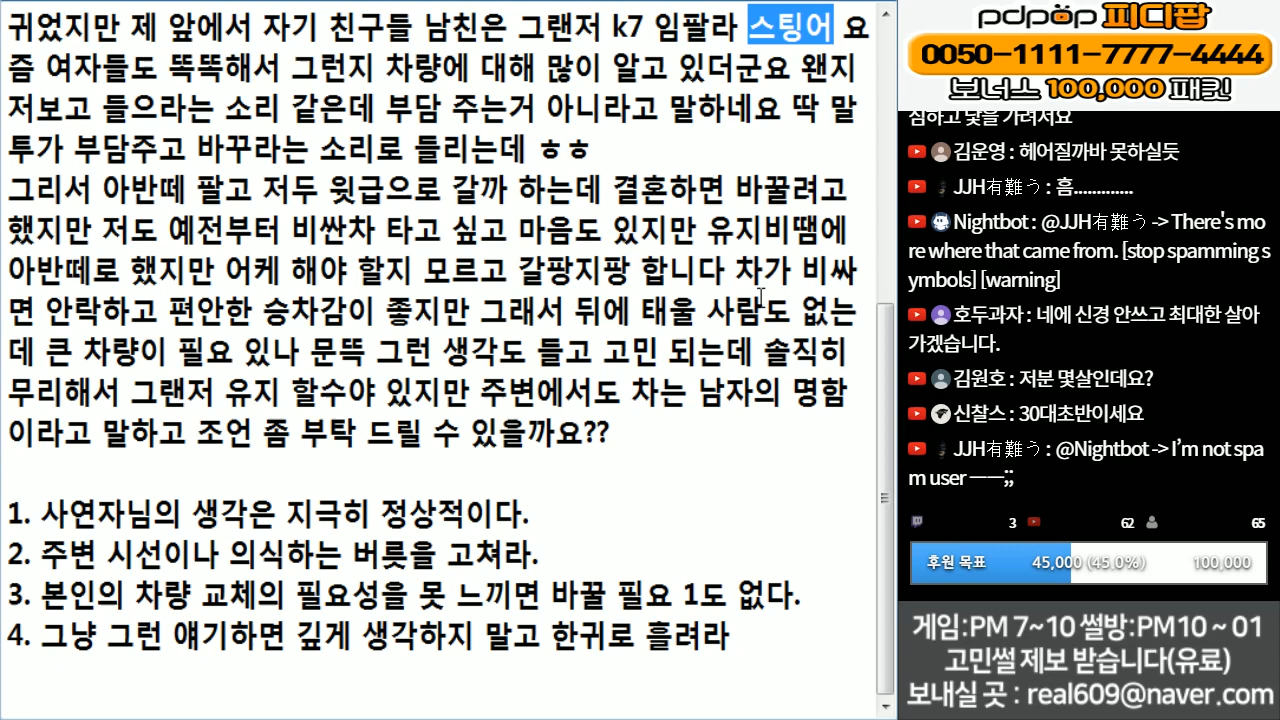 귀었지만 제 앞에서 자기 친구들 남친은 그랜저 k7 임팔라 스팅어 요
즘 여자들도 똑똑해서 그런지 차량에 대해 많이 알고 있더군요 왠지
저보고 들으라는 소리 같은데 부담 주는거 아니라고 말하네요 딱 말
투가 부담주고 바꾸라는 소리로 들리는데 ㅎㅎ
그리서 아반떼 팔고 저두 윗급으로 갈까 하는데 결혼하면 바꿀려고
했지만 저도 예전부터 비싼차 타고 싶고 마음도 있지만 유지비땜에
아반떼로 했지만 어케 해야 할지 모르고 갈팡지팡 합니다 차가 비싸
면 안락하고 편안한 승차감이 좋지만 그래서 뒤에 태울 사람도 없는
데 큰 차량이 필요 있나 문뜩 그런 생각도 들고 고민 되는데 솔직히
무리해서 그랜저 유지 할수야 있지만 주변에서도 차는 남자의 명함
이라고 말하고 조언 좀 부탁 드릴 수 있을까요??
1. 사연자님의 생각은 지극히 정상적이다.
2. 주변 시선이나 의식하는 버릇을 고쳐라.
3. 본인의 차량 교체의 필요성을 못 느끼면 바꿀 필요 1도 없다.
4. 그냥 그런 얘기하면 깊게 생각하지 말고 한귀로 흘려라
pdpop 피디팝
0050-1111-7777-4444
보너스 100,000 패킷!
심하고 낯을 가려서요
김운영 : 헤어질까바 못하실듯
JJH有難う : 흠.............
Nightbot : @JJH有難う -> There's mo
re where that came from. [stop spamming s
ymbols] [warning]
호두과자 : 네에 신경 안쓰고 최대한 살아
가겠습니다.
김원호 : 저분 몇살인데요?
신찰스 : 30대초반이세요
JJH有難う : @Nightbot -> I'm not spa
m user ㅡㅡ;;
3 62 65
후원 목표 45,000 (45.0%) 100,000
게임:PM 7~10 썰방:PM10 ~ 01
고민썰 제보 받습니다(유료)
보내실 곳 : real609@naver.com